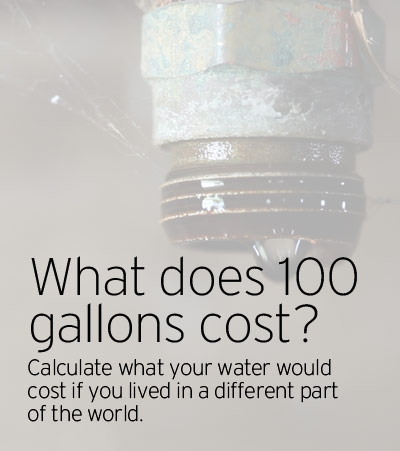 What does 100
gallons cost?
Calculate what your water would
cost if you lived in a different part
of the world.